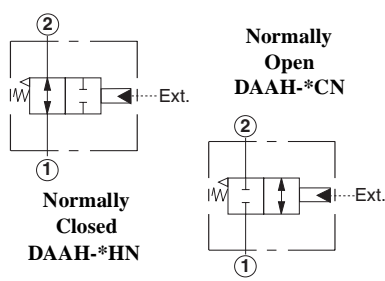 2
Ext.
1
Normally
Closed
DAAH-*HN
Normally
Open
DAAH-*CN
2
Ext.
1